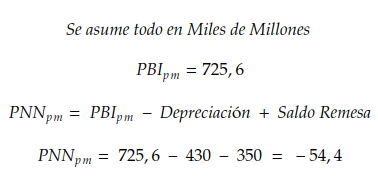 Se asume todo en Miles de Millones
PBI_pm = 725,6
PNN_pm = PBI_pm − Depreciación + Saldo Remesa
PNN_pm = 725,6 − 430 − 350 = − 54,4